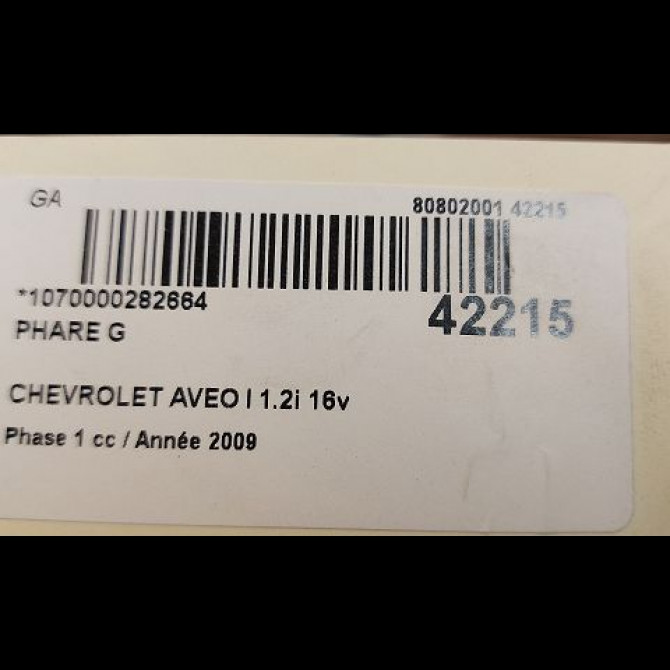 GA 80802001 42215
*1070000282664 42215
PHARE G
CHEVROLET AVEO I 1.2i 16v
Phase 1 cc / Année 2009